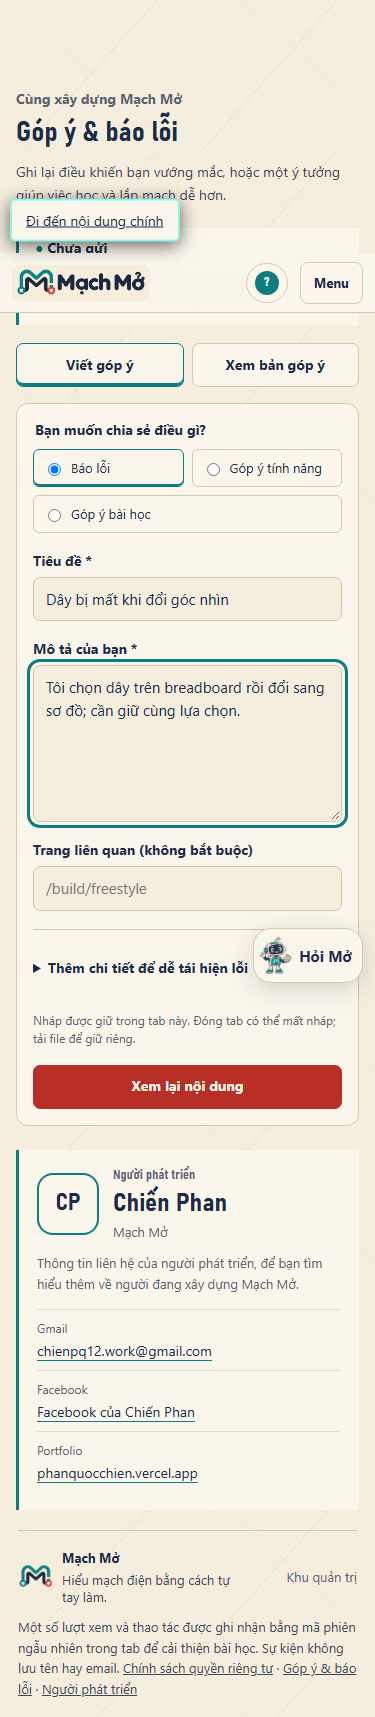 Cùng xây dựng Mạch Mở
Góp ý & báo lỗi
Ghi lại điều khiến bạn vướng mắc, hoặc một ý tưởng
giúp việc học và lắp mạch dễ hơn.
Đi đến nội dung chính
Chưa gửi
Mạch Mở
?
Menu
Viết góp ý
Xem bản góp ý
Bạn muốn chia sẻ điều gì?
Báo lỗi
Góp ý tính năng
Góp ý bài học
Tiêu đề *
Dây bị mất khi đổi góc nhìn
Mô tả của bạn *
Tôi chọn dây trên breadboard rồi đổi sang
sơ đồ; cần giữ cùng lựa chọn.
Trang liên quan (không bắt buộc)
/build/freestyle
Thêm chi tiết để dễ tái hiện lỗi
Hỏi Mở
Nháp được giữ trong tab này. Đóng tab có thể mất nháp;
tải file để giữ riêng.
Xem lại nội dung
CP
Người phát triển
Chiến Phan
Mạch Mở
Thông tin liên hệ của người phát triển, để bạn tìm
hiểu thêm về người đang xây dựng Mạch Mở.
Gmail
chienpq12.work@gmail.com
Facebook
Facebook của Chiến Phan
Portfolio
phanquocchien.vercel.app
Mạch Mở
Hiểu mạch điện bằng cách tự
tay làm.
Khu quản trị
Một số lượt xem và thao tác được ghi nhận bằng mã phiên
ngẫu nhiên trong tab để cải thiện bài học. Sự kiện không
lưu tên hay email. Chính sách quyền riêng tư · Góp ý & báo
lỗi · Người phát triển